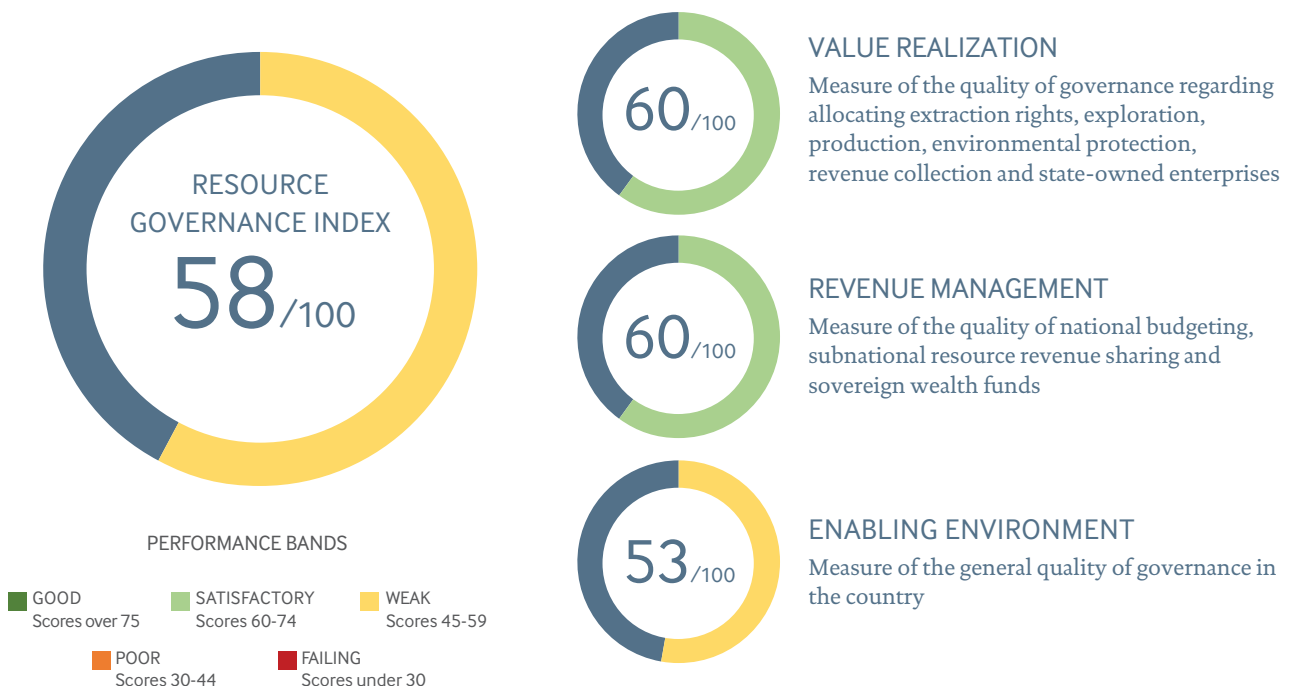 RESOURCE
GOVERNANCE INDEX
58/100
PERFORMANCE BANDS
GOOD
Scores over 75
SATISFACTORY
Scores 60-74
WEAK
Scores 45-59
POOR
Scores 30-44
FAILING
Scores under 30
60/100
VALUE REALIZATION
Measure of the quality of governance regarding
allocating extraction rights, exploration,
production, environmental protection,
revenue collection and state-owned enterprises
60/100
REVENUE MANAGEMENT
Measure of the quality of national budgeting,
subnational resource revenue sharing and
sovereign wealth funds
53/100
ENABLING ENVIRONMENT
Measure of the general quality of governance in
the country